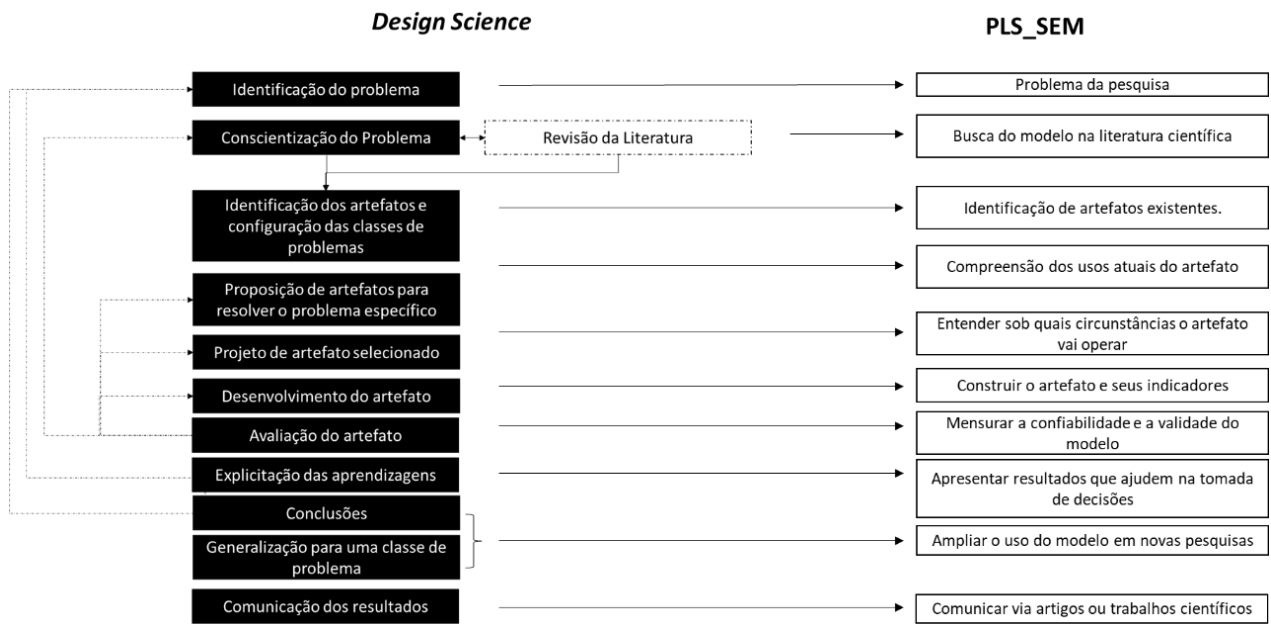 Design Science
PLS_SEM
Identificação do problema
Problema da pesquisa
Conscientização do Problema
Revisão da Literatura
Busca do modelo na literatura científica
Identificação dos artefatos e
configuração das classes de
problemas
Identificação de artefatos existentes.
Compreensão dos usos atuais do artefato
Proposição de artefatos para
resolver o problema específico
Entender sob quais circunstâncias o artefato
vai operar
Projeto de artefato selecionado
Desenvolvimento do artefato
Construir o artefato e seus indicadores
Avaliação do artefato
Mensurar a confiabilidade e a validade do
modelo
Explicitação das aprendizagens
Apresentar resultados que ajudem na tomada
de decisões
Conclusões
Generalização para uma classe de
problema
Ampliar o uso do modelo em novas pesquisas
Comunicação dos resultados
Comunicar via artigos ou trabalhos científicos